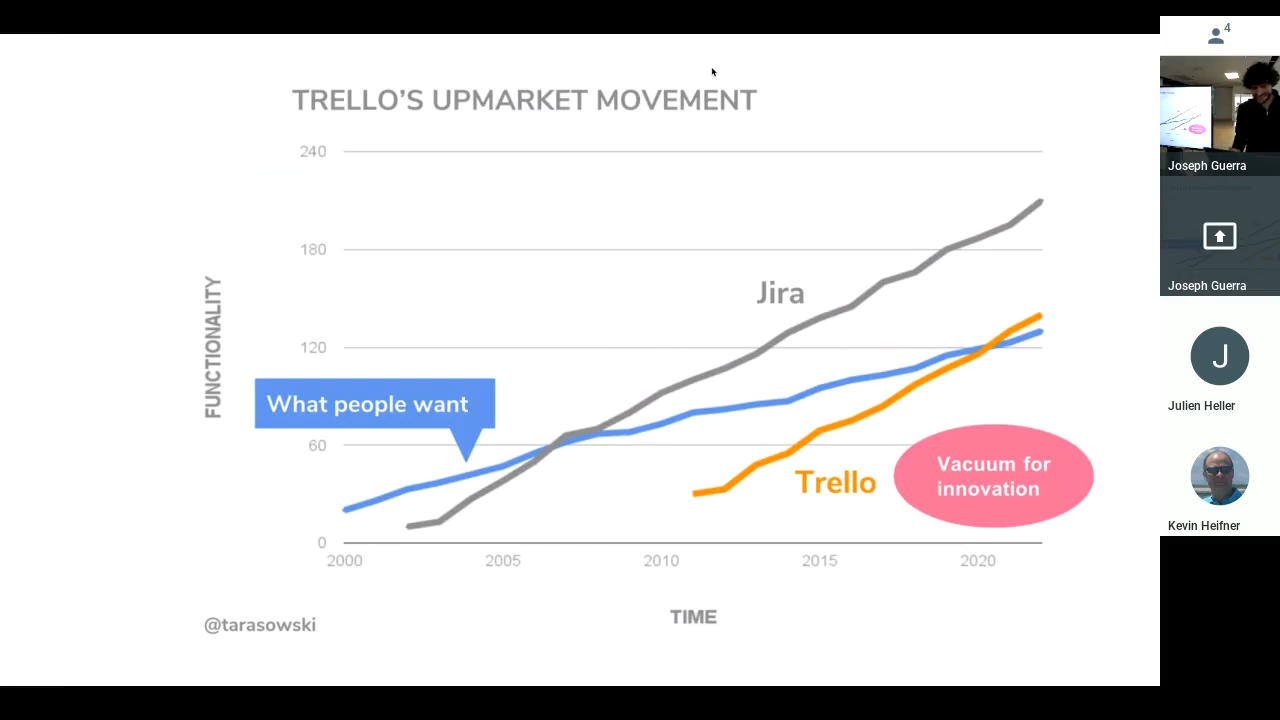 TRELLO'S UPMARKET MOVEMENT
240
180
120
60
0
FUNCTIONALITY
What people want
Jira
Trello
Vacuum for
innovation
2000
2005
2010
2015
2020
TIME
@tarasowski
4
Joseph Guerra
Joseph Guerra
J
Julien Heller
Kevin Heifner